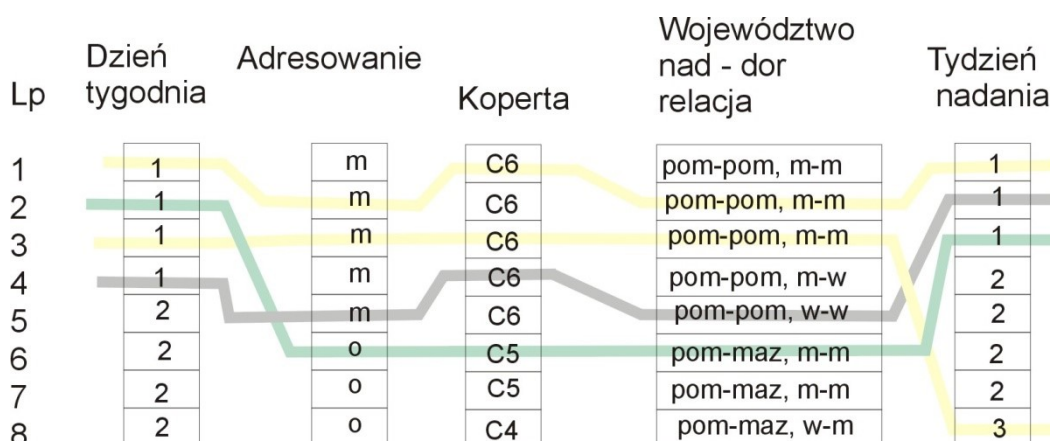 Lp
Dzień
tygodnia
Adresowanie
Koperta
Województwo
nad - dor
relacja
Tydzień
nadania
1 1 m C6 pom-pom, m-m 1
2 1 m C6 pom-pom, m-m 1
3 1 m C6 pom-pom, m-m 1
4 1 m C6 pom-pom, m-w 2
5 2 m C6 pom-pom, w-w 2
6 2 o C5 pom-maz, m-m 2
7 2 o C5 pom-maz, m-m 2
8 2 o C4 pom-maz, w-m 3